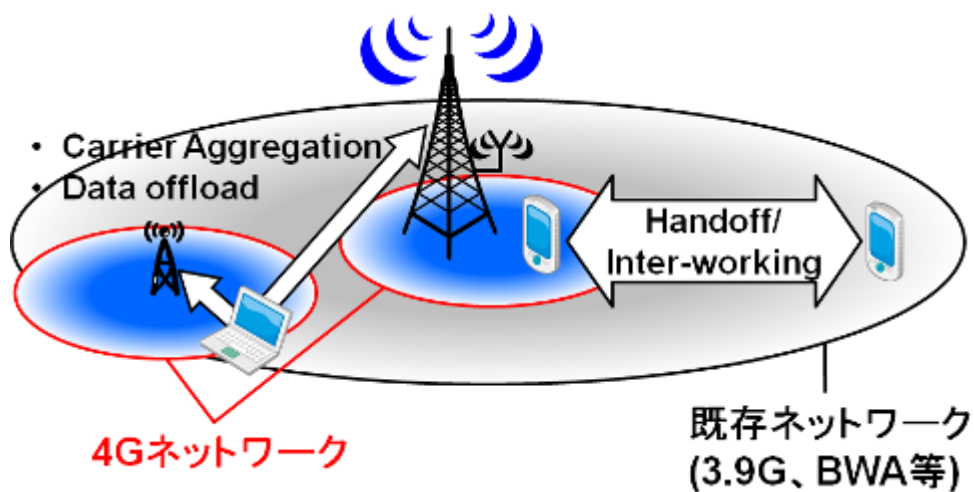 ・ Carrier Aggregation
・ Data offload
Handoff/
Inter-working
4Gネットワーク
既存ネットワーク
(3.9G、BWA等)